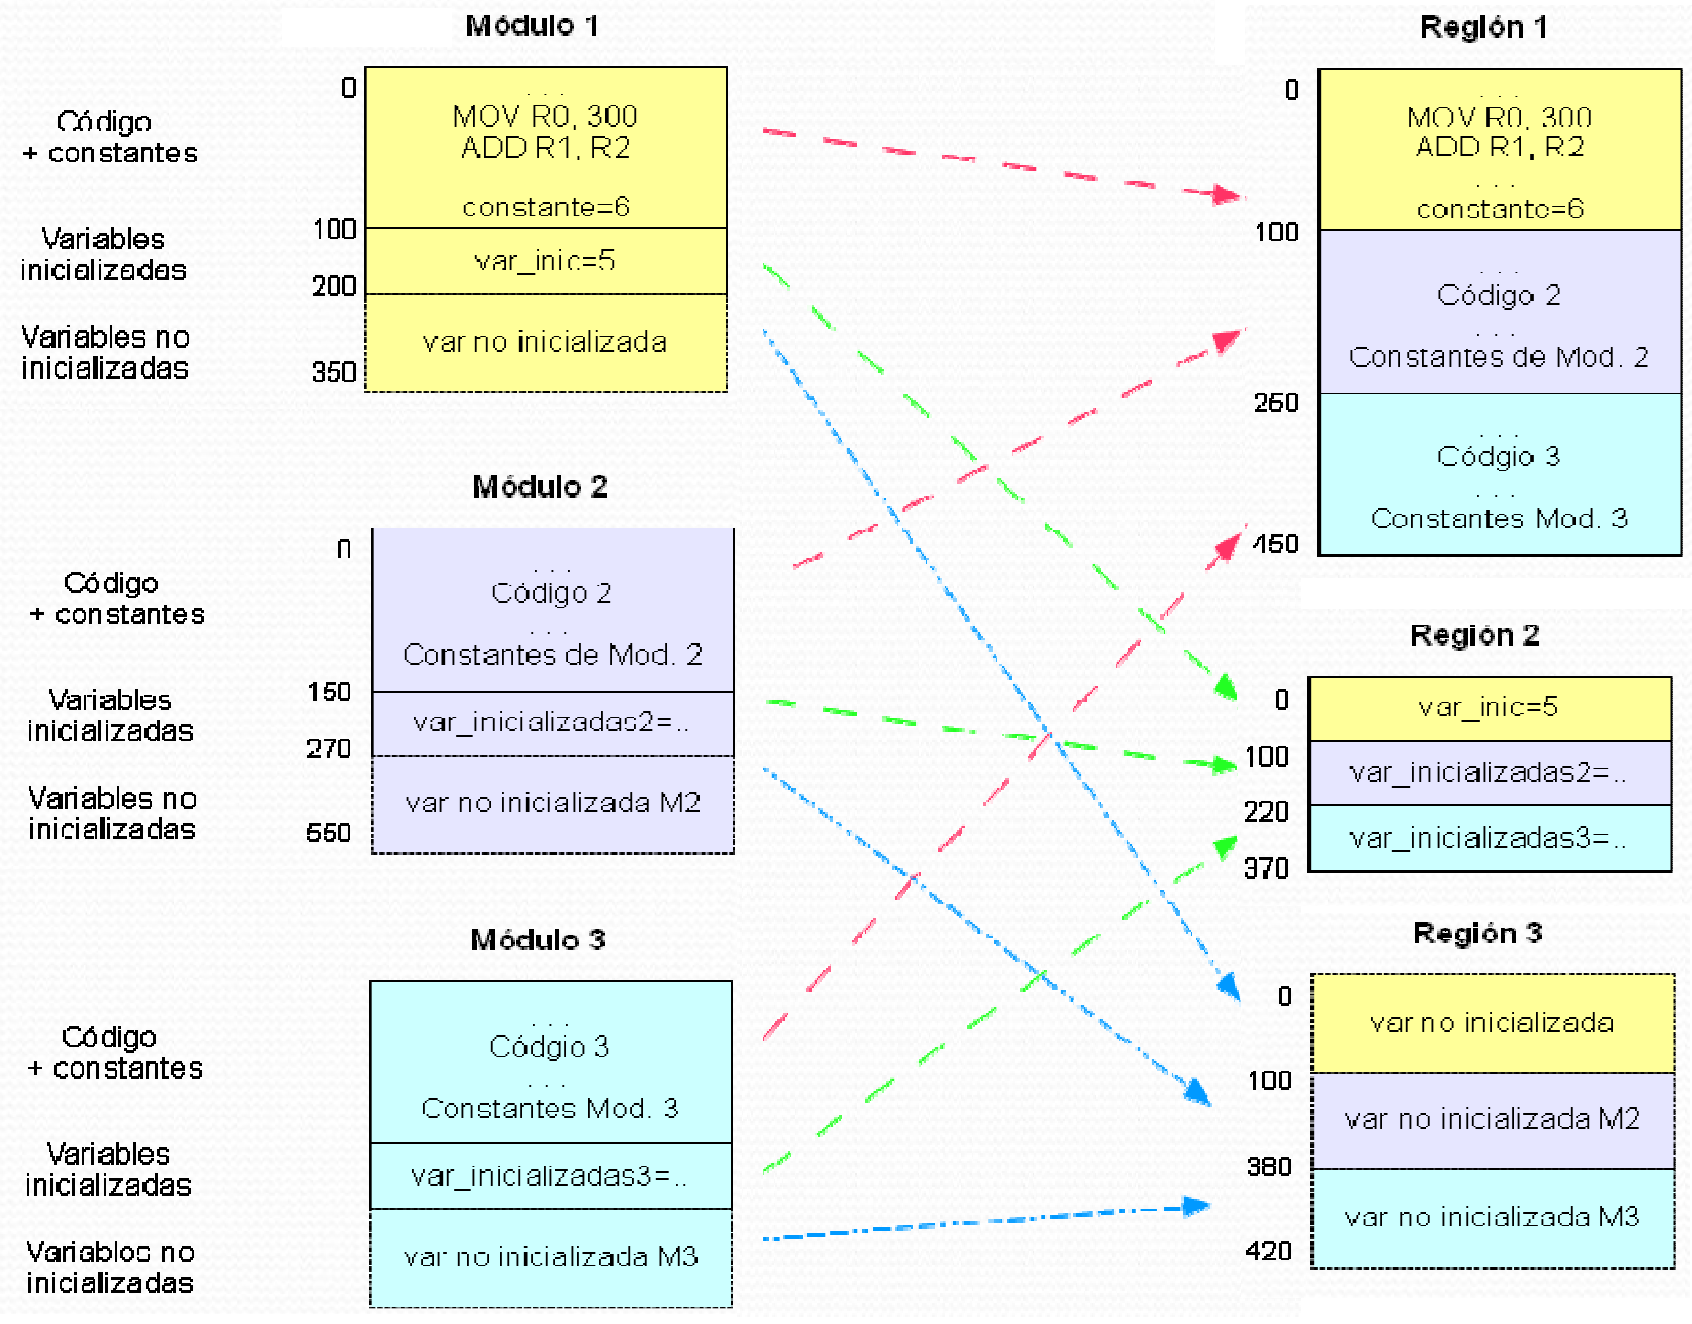 Módulo 1
0
Código
+ constantes
. . .
MOV R0, 300
ADD R1, R2
constante=6
100
Variables
inicializadas
var_inic=5
200
Variables no
inicializadas
var no inicializada
350
Módulo 2
0
Código
+ constantes
. . .
Código 2
. . .
Constantes de Mod. 2
150
Variables
inicializadas
var_inicializadas2=..
270
Variables no
inicializadas
var no inicializada M2
550
Módulo 3
Código
+ constantes
. . .
Códgio 3
. . .
Constantes Mod. 3
Variables
inicializadas
var_inicializadas3=..
Variables no
inicializadas
var no inicializada M3
Región 1
0
. . .
MOV R0, 300
ADD R1, R2
. . .
constante=6
100
. . .
Código 2
. . .
Constantes de Mod. 2
250
. . .
Códgio 3
. . .
Constantes Mod. 3
450
Región 2
0
var_inic=5
100
var_inicializadas2=..
220
var_inicializadas3=..
370
Región 3
0
var no inicializada
100
var no inicializada M2
380
var no inicializada M3
420